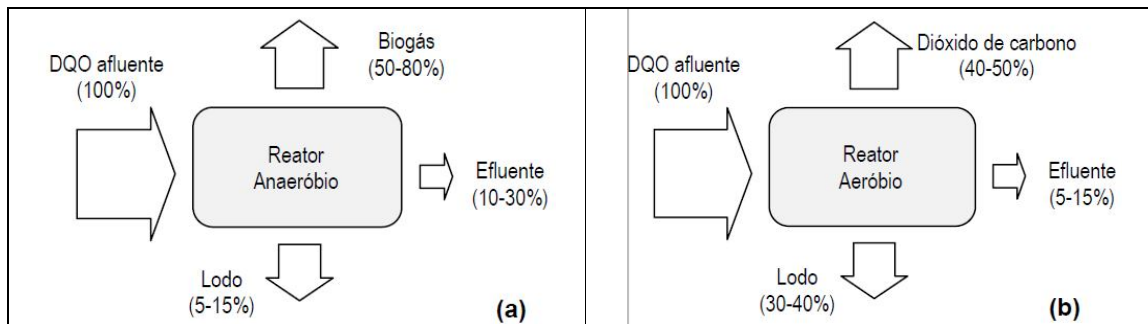 Biogás
(50-80%)
DQO afluente
(100%)
Reator
Anaeróbio
Efluente
(10-30%)
Lodo
(5-15%)
(a)
Dióxido de carbono
(40-50%)
DQO afluente
(100%)
Reator
Aeróbio
Efluente
(5-15%)
Lodo
(30-40%)
(b)